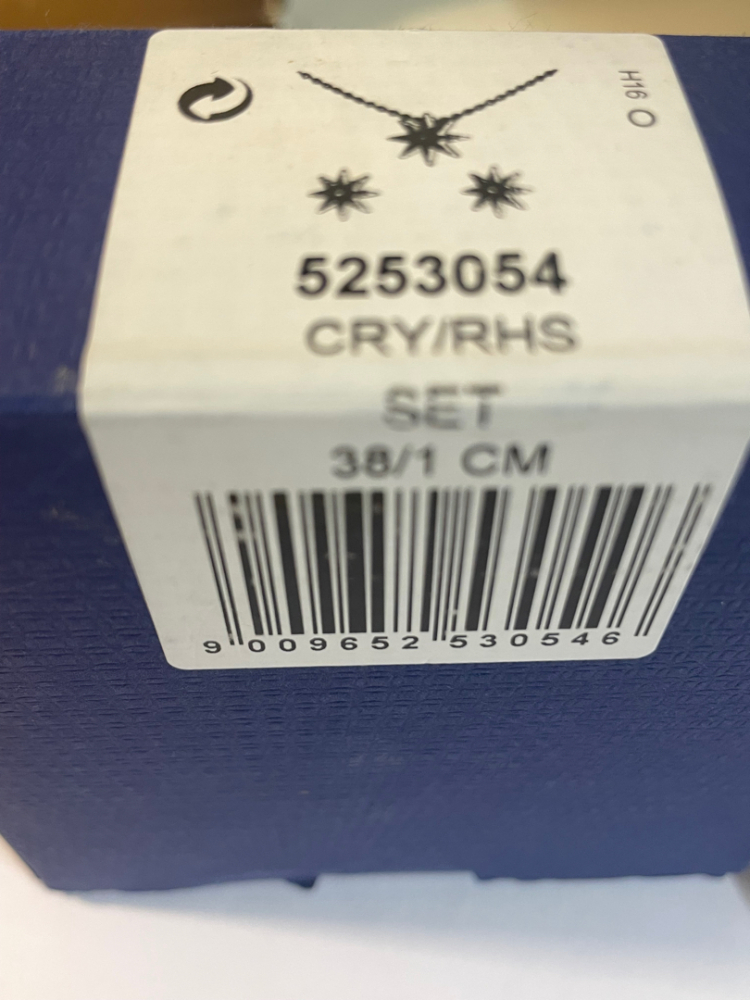 H16 O
5253054
CRY/RHS
SET
38/1 CM
9 009652 530546